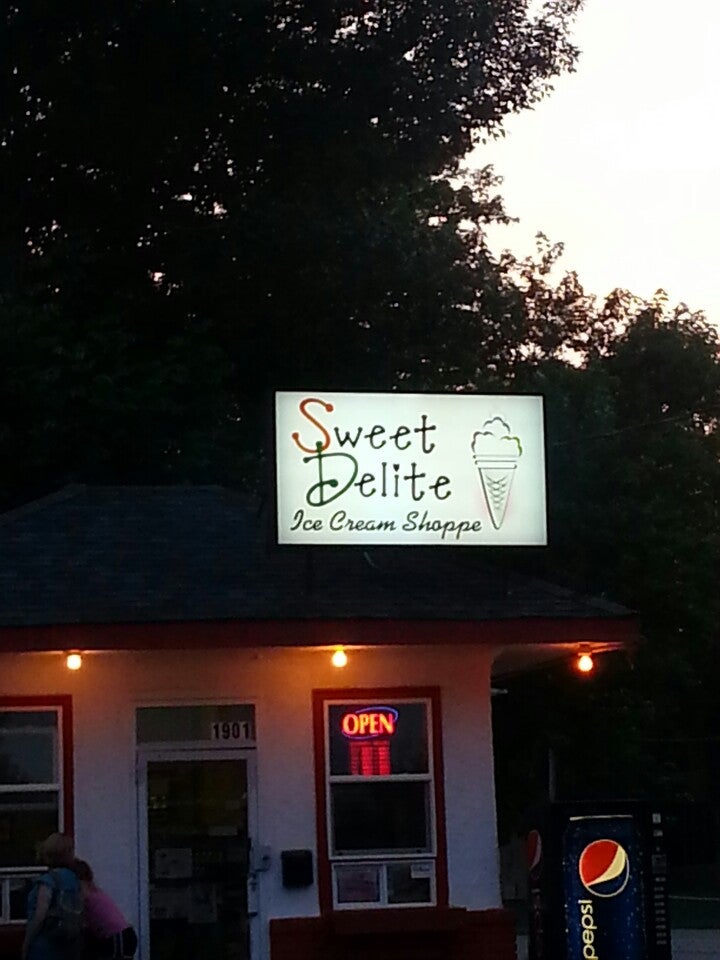 Sweet
Delite
Ice Cream Shoppe
OPEN
1901
pepsi